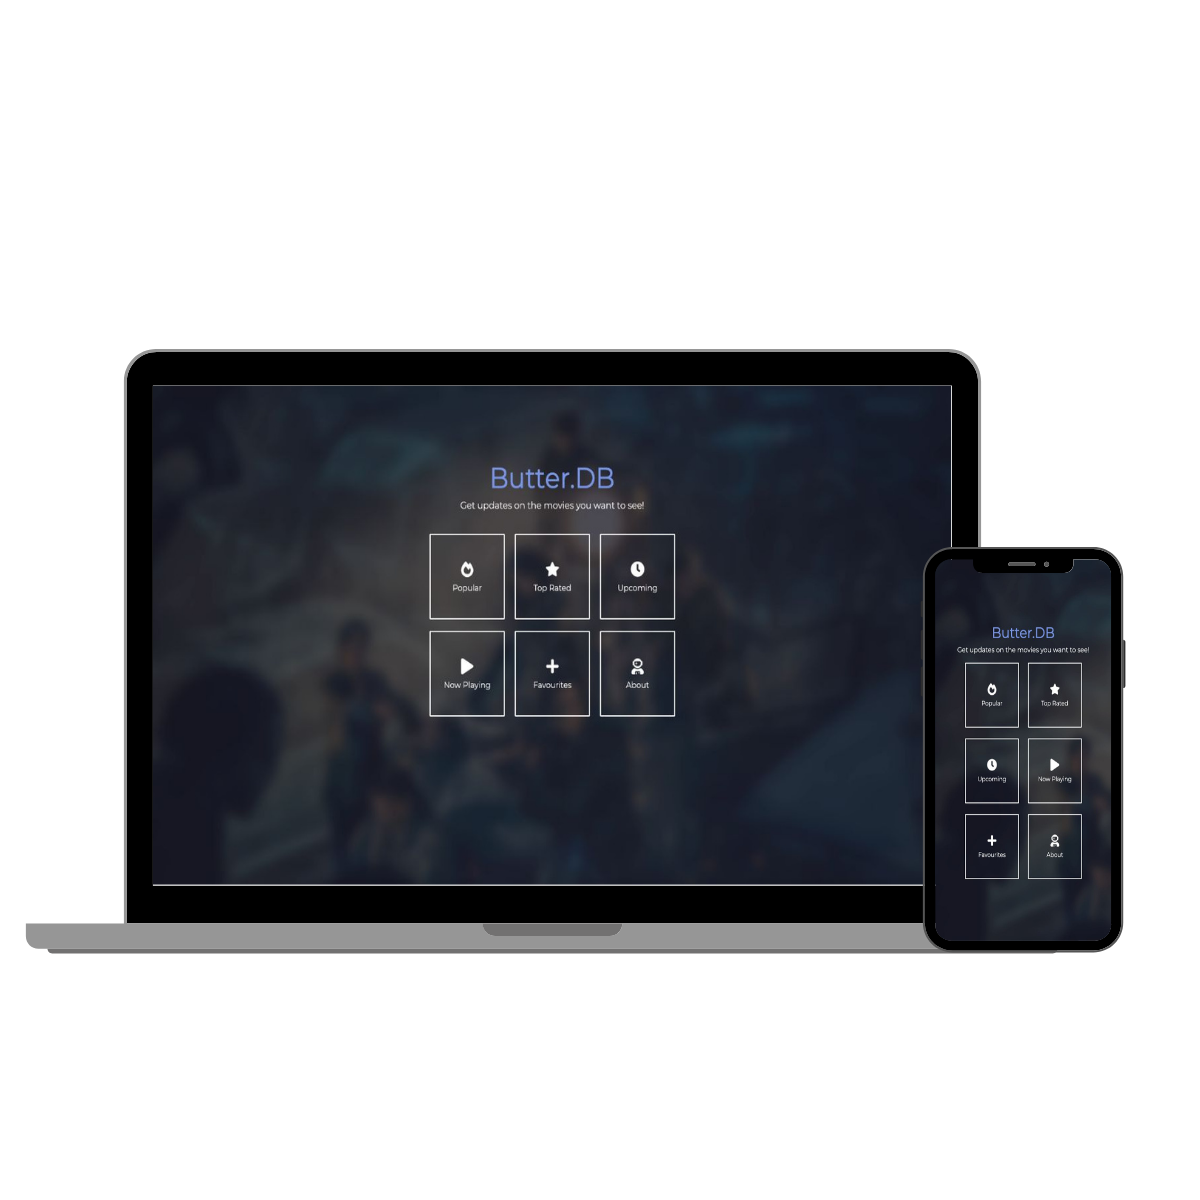 Butter.DB
Get updates on the movies you want to see!
Popular Top Rated Upcoming
Now Playing Favourites About
Butter.DB
Get updates on the movies you want to see!
Popular Top Rated
Upcoming Now Playing
Favourites About